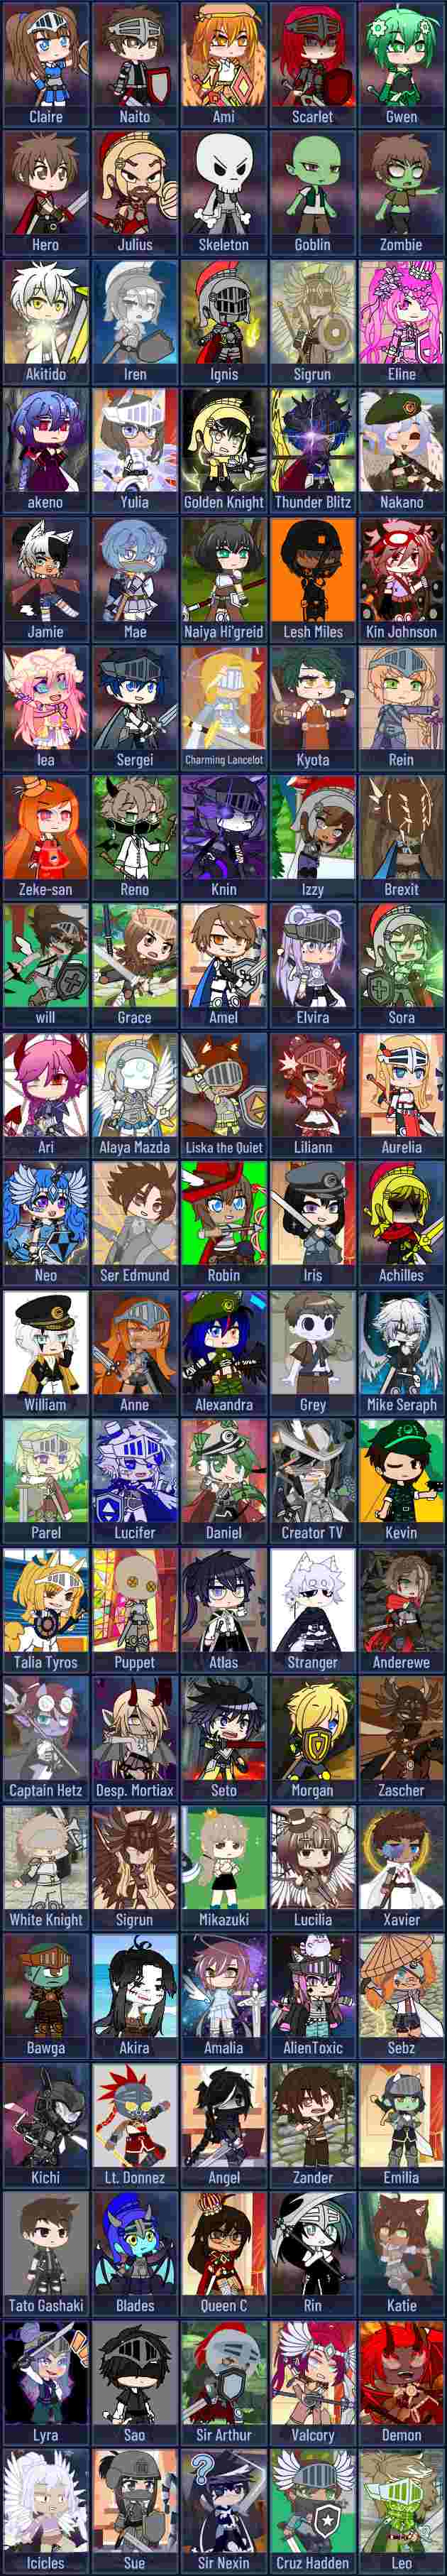 Claire Naito Ami Scarlet Gwen
Hero Julius Skeleton Goblin Zombie
Akitido Iren Ignis Sigrun Eline
akeno Yulia Golden Knight Thunder Blitz Nakano
Jamie Mae Naiya Hi'greid Lesh Miles Kin Johnson
Iea Sergei Charming Lancelot Kyota Rein
Zeke-san Reno Knin Izzy Brexit
will Grace Amel Elvira Sora
Ari Alaya Mazda Liska the Quiet Liliann Aurelia
Neo Ser Edmund Robin Iris Achilles
William Anne Alexandra Grey Mike Seraph
Parel Lucifer Daniel Creator TV Kevin
Talia Tyros Puppet Atlas Stranger Anderewe
Captain Hetz Desp. Mortiax Seto Morgan Zascher
White Knight Sigrun Mikazuki Lucilia Xavier
Bawga Akira Amalia AlienToxic Sebz
Kichi Lt. Donnez Angel Zander Emilia
Tato Gashaki Blades Queen C Rin Katie
Lyra Sao Sir Arthur Valcory Demon
?
Icicles Sue Sir Nexin Cruz Hadden Leo